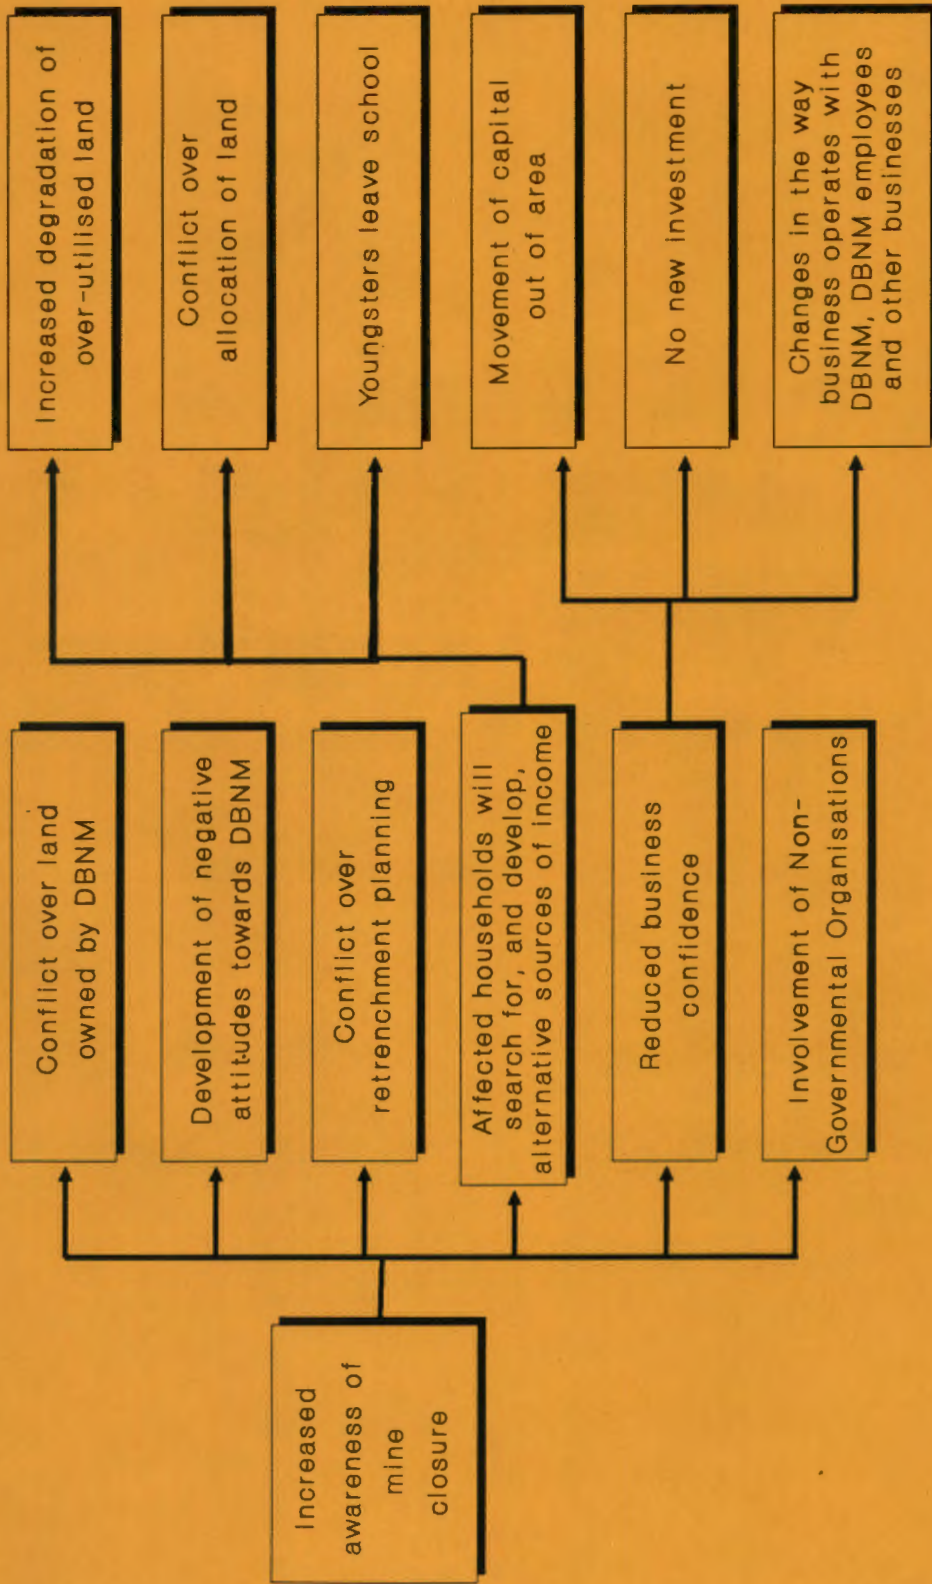 Increased
awareness of
mine
closure
Conflict over land
owned by DBNM
Development of negative
attitudes towards DBNM
Conflict over
retrenchment planning
Affected households will
search for, and develop,
alternative sources of income
Reduced business
confidence
Involvement of Non-
Governmental Organisations
Increased degradation of
over-utilised land
Conflict over
allocation of land
Youngsters leave school
Movement of capital
out of area
No new investment
Changes in the way
business operates with
DBNM, DBNM employees
and other businesses